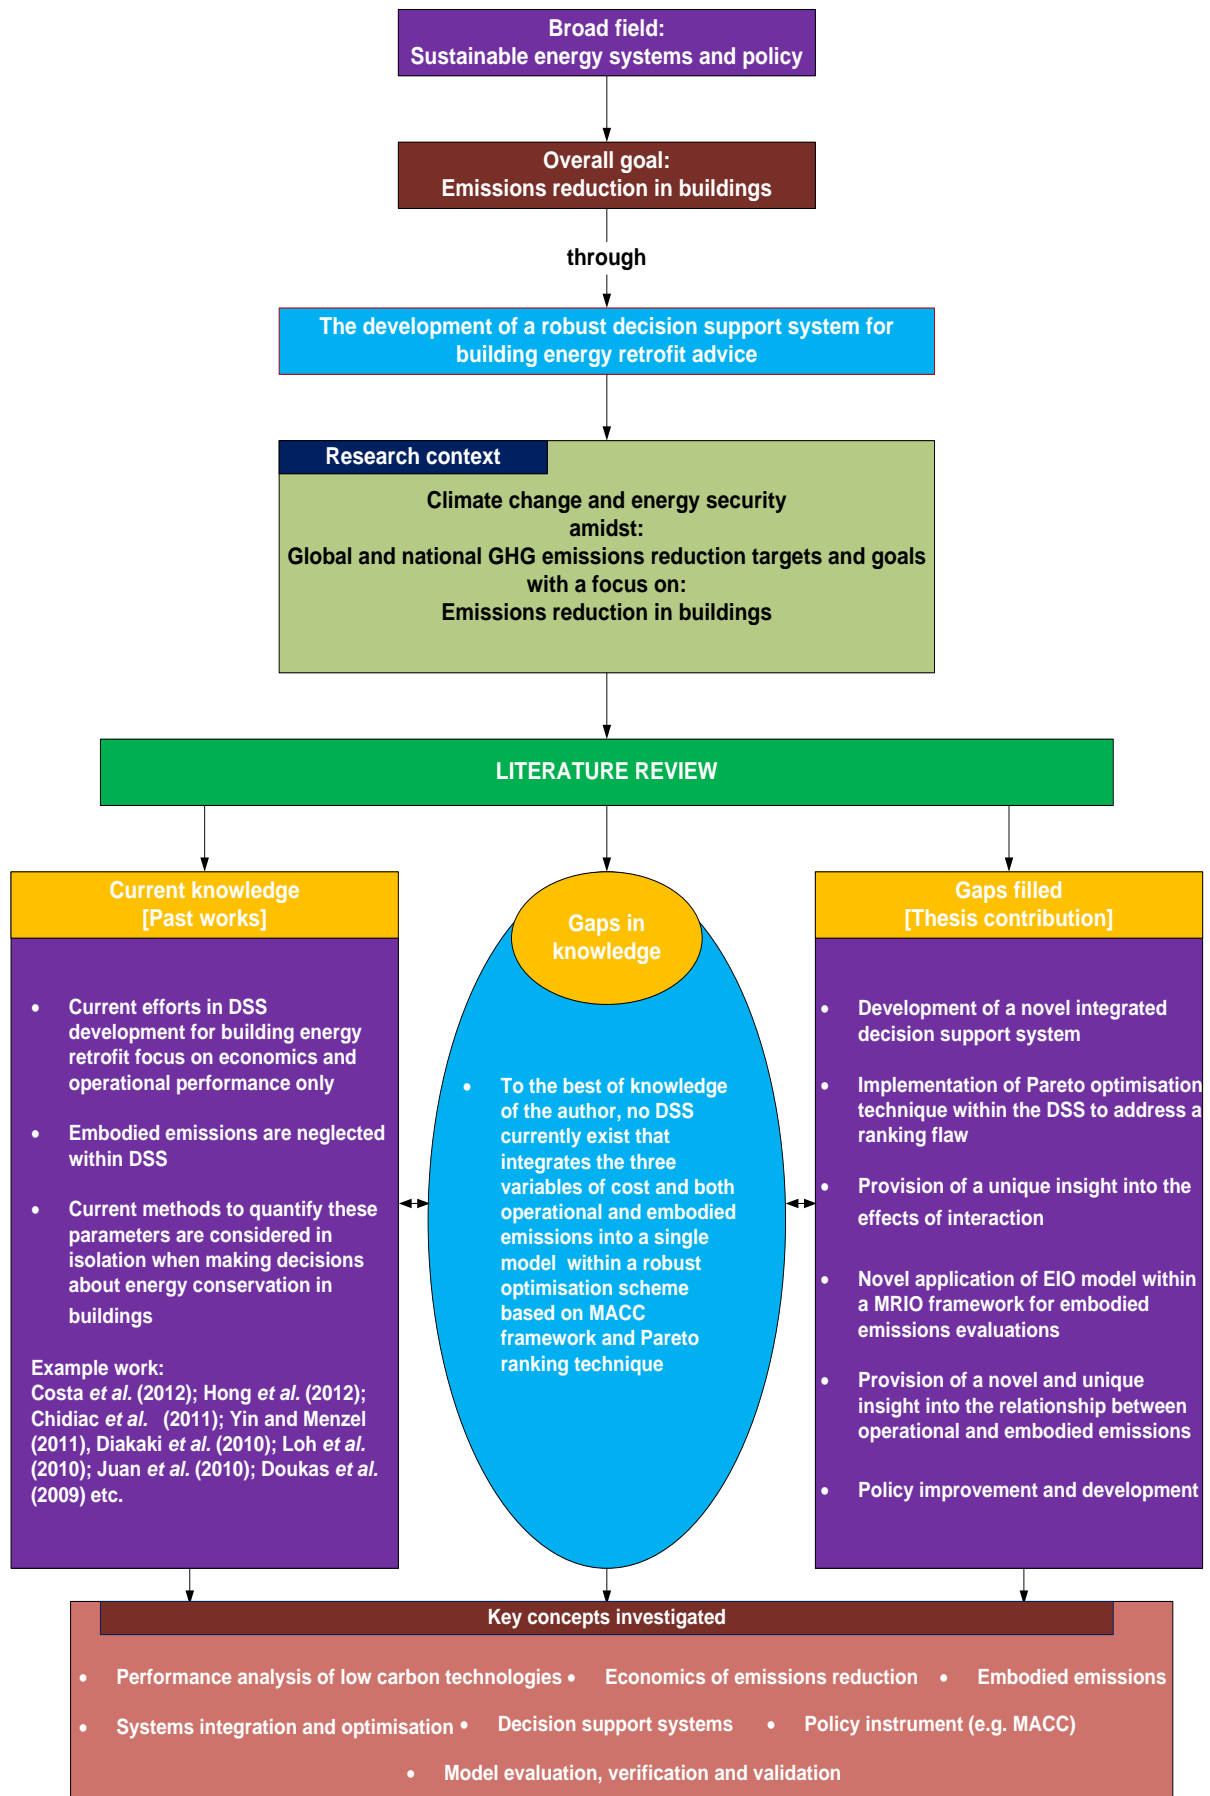 Broad field:
Sustainable energy systems and policy
Overall goal:
Emissions reduction in buildings
through
The development of a robust decision support system for
building energy retrofit advice
Research context
Climate change and energy security
amidst:
Global and national GHG emissions reduction targets and goals
with a focus on:
Emissions reduction in buildings
LITERATURE REVIEW
Current knowledge
[Past works]
• Current efforts in DSS
development for building energy
retrofit focus on economics and
operational performance only
• Embodied emissions are neglected
within DSS
• Current methods to quantify these
parameters are considered in
isolation when making decisions
about energy conservation in
buildings
Example work:
Costa et al. (2012); Hong et al. (2012);
Chidiac et al. (2011); Yin and Menzel
(2011), Diakaki et al. (2010); Loh et al.
(2010); Juan et al. (2010); Doukas et al.
(2009) etc.
Gaps in
knowledge
• To the best of knowledge
of the author, no DSS
currently exist that
integrates the three
variables of cost and both
operational and embodied
emissions into a single
model within a robust
optimisation scheme
based on MACC
framework and Pareto
ranking technique
Gaps filled
[Thesis contribution]
• Development of a novel integrated
decision support system
• Implementation of Pareto optimisation
technique within the DSS to address a
ranking flaw
• Provision of a unique insight into the
effects of interaction
• Novel application of EIO model within
a MRIO framework for embodied
emissions evaluations
• Provision of a novel and unique
insight into the relationship between
operational and embodied emissions
• Policy improvement and development
Key concepts investigated
• Performance analysis of low carbon technologies • Economics of emissions reduction • Embodied emissions
• Systems integration and optimisation • Decision support systems • Policy instrument (e.g. MACC)
• Model evaluation, verification and validation